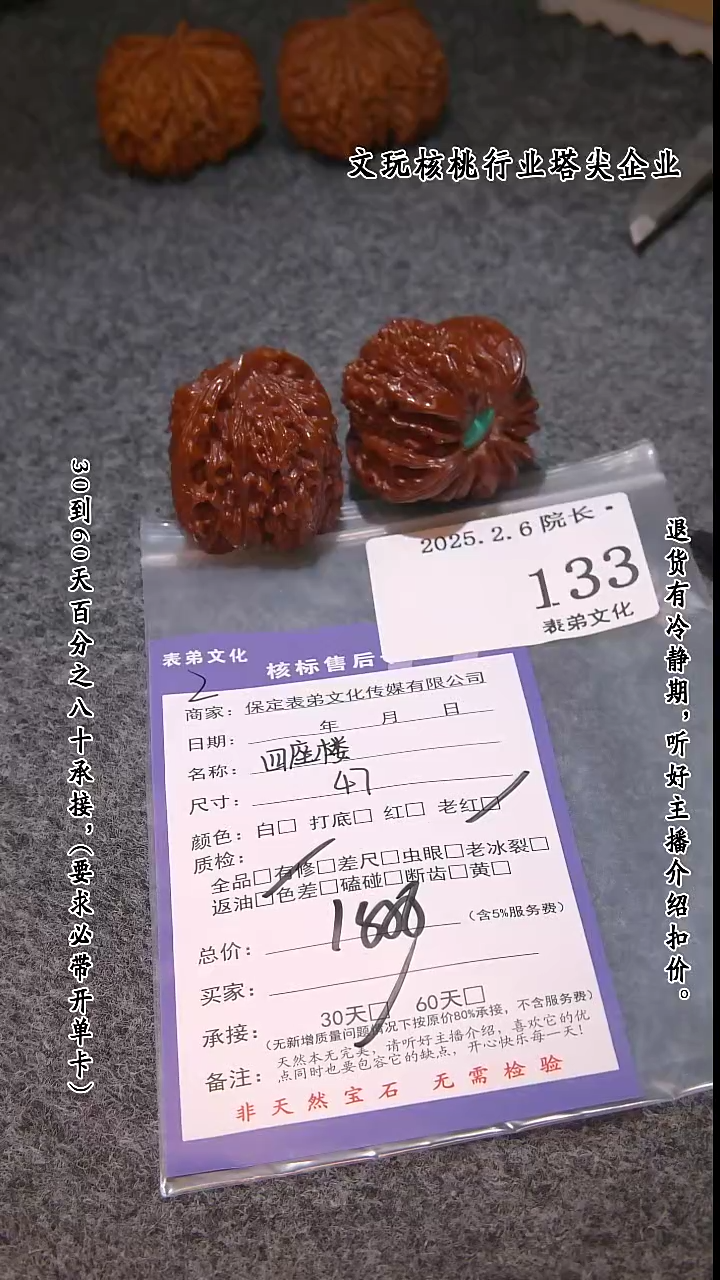 文玩核桃行业塔尖企业
30到60天百分之八十承接，（要求必带开单卡）
退货有冷静期，听好主播介绍扣价。
2025.2.6院长·
133
表弟文化
表弟文化 核标售后
2
商家：保定表弟文化传媒有限公司
日期： 年 月 日
名称：四座楼
尺寸：47
颜色：白□ 打底□ 红□ 老红□
质检：
全品□有修□差尺□虫眼□老冰裂□
返油□色差□磕碰□断齿□黄□
总价：1800（含5%服务费）
买家：
承接：30天□ 60天□
（无新增质量问题情况下按原价80%承接，不含服务费）
备注：天然本无完美，请听好主播介绍，喜欢它的优
点同时也要包容它的缺点，开心快乐每一天！
非天然宝石 无需检验